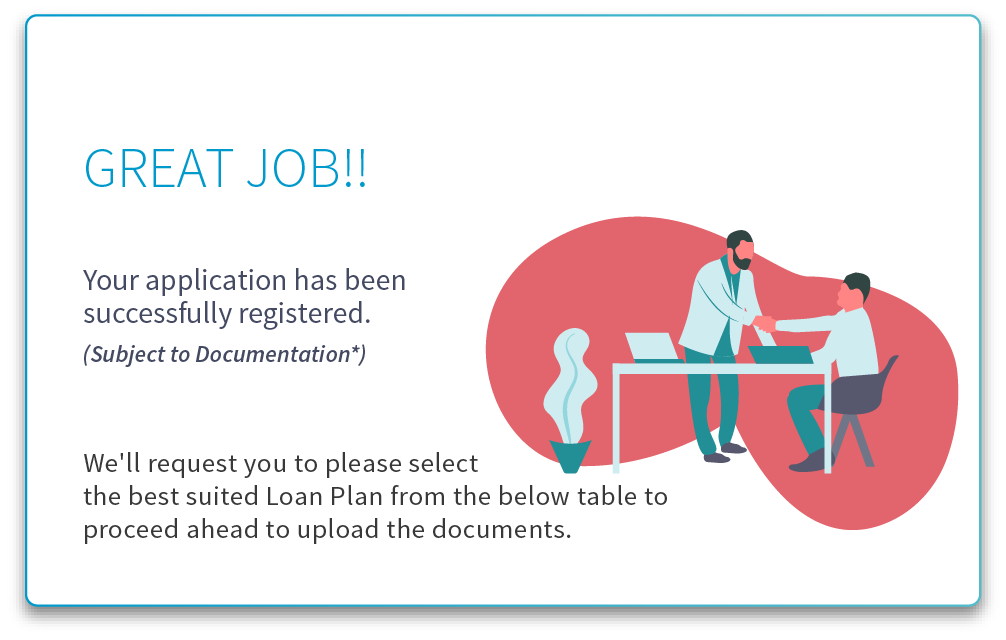 GREAT JOB!!
Your application has been
successfully registered.
(Subject to Documentation*)
We'll request you to please select
the best suited Loan Plan from the below table to
proceed ahead to upload the documents.